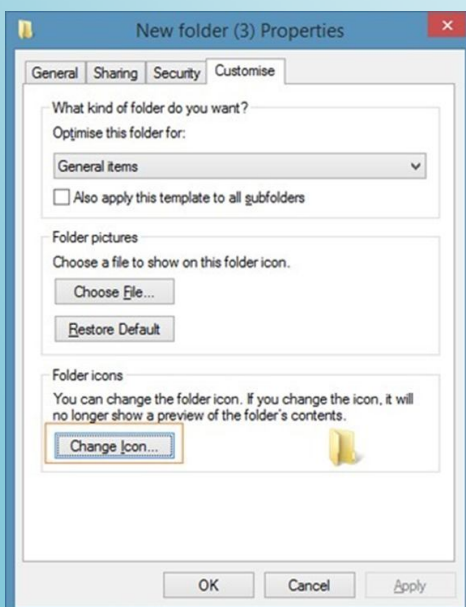 New folder (3) Properties
General Sharing Security Customise
What kind of folder do you want?
Optimise this folder for:
General items
Also apply this template to all subfolders
Folder pictures
Choose a file to show on this folder icon.
Choose File...
Restore Default
Folder icons
You can change the folder icon. If you change the icon, it will
no longer show a preview of the folder's contents.
Change Icon...
OK Cancel Apply